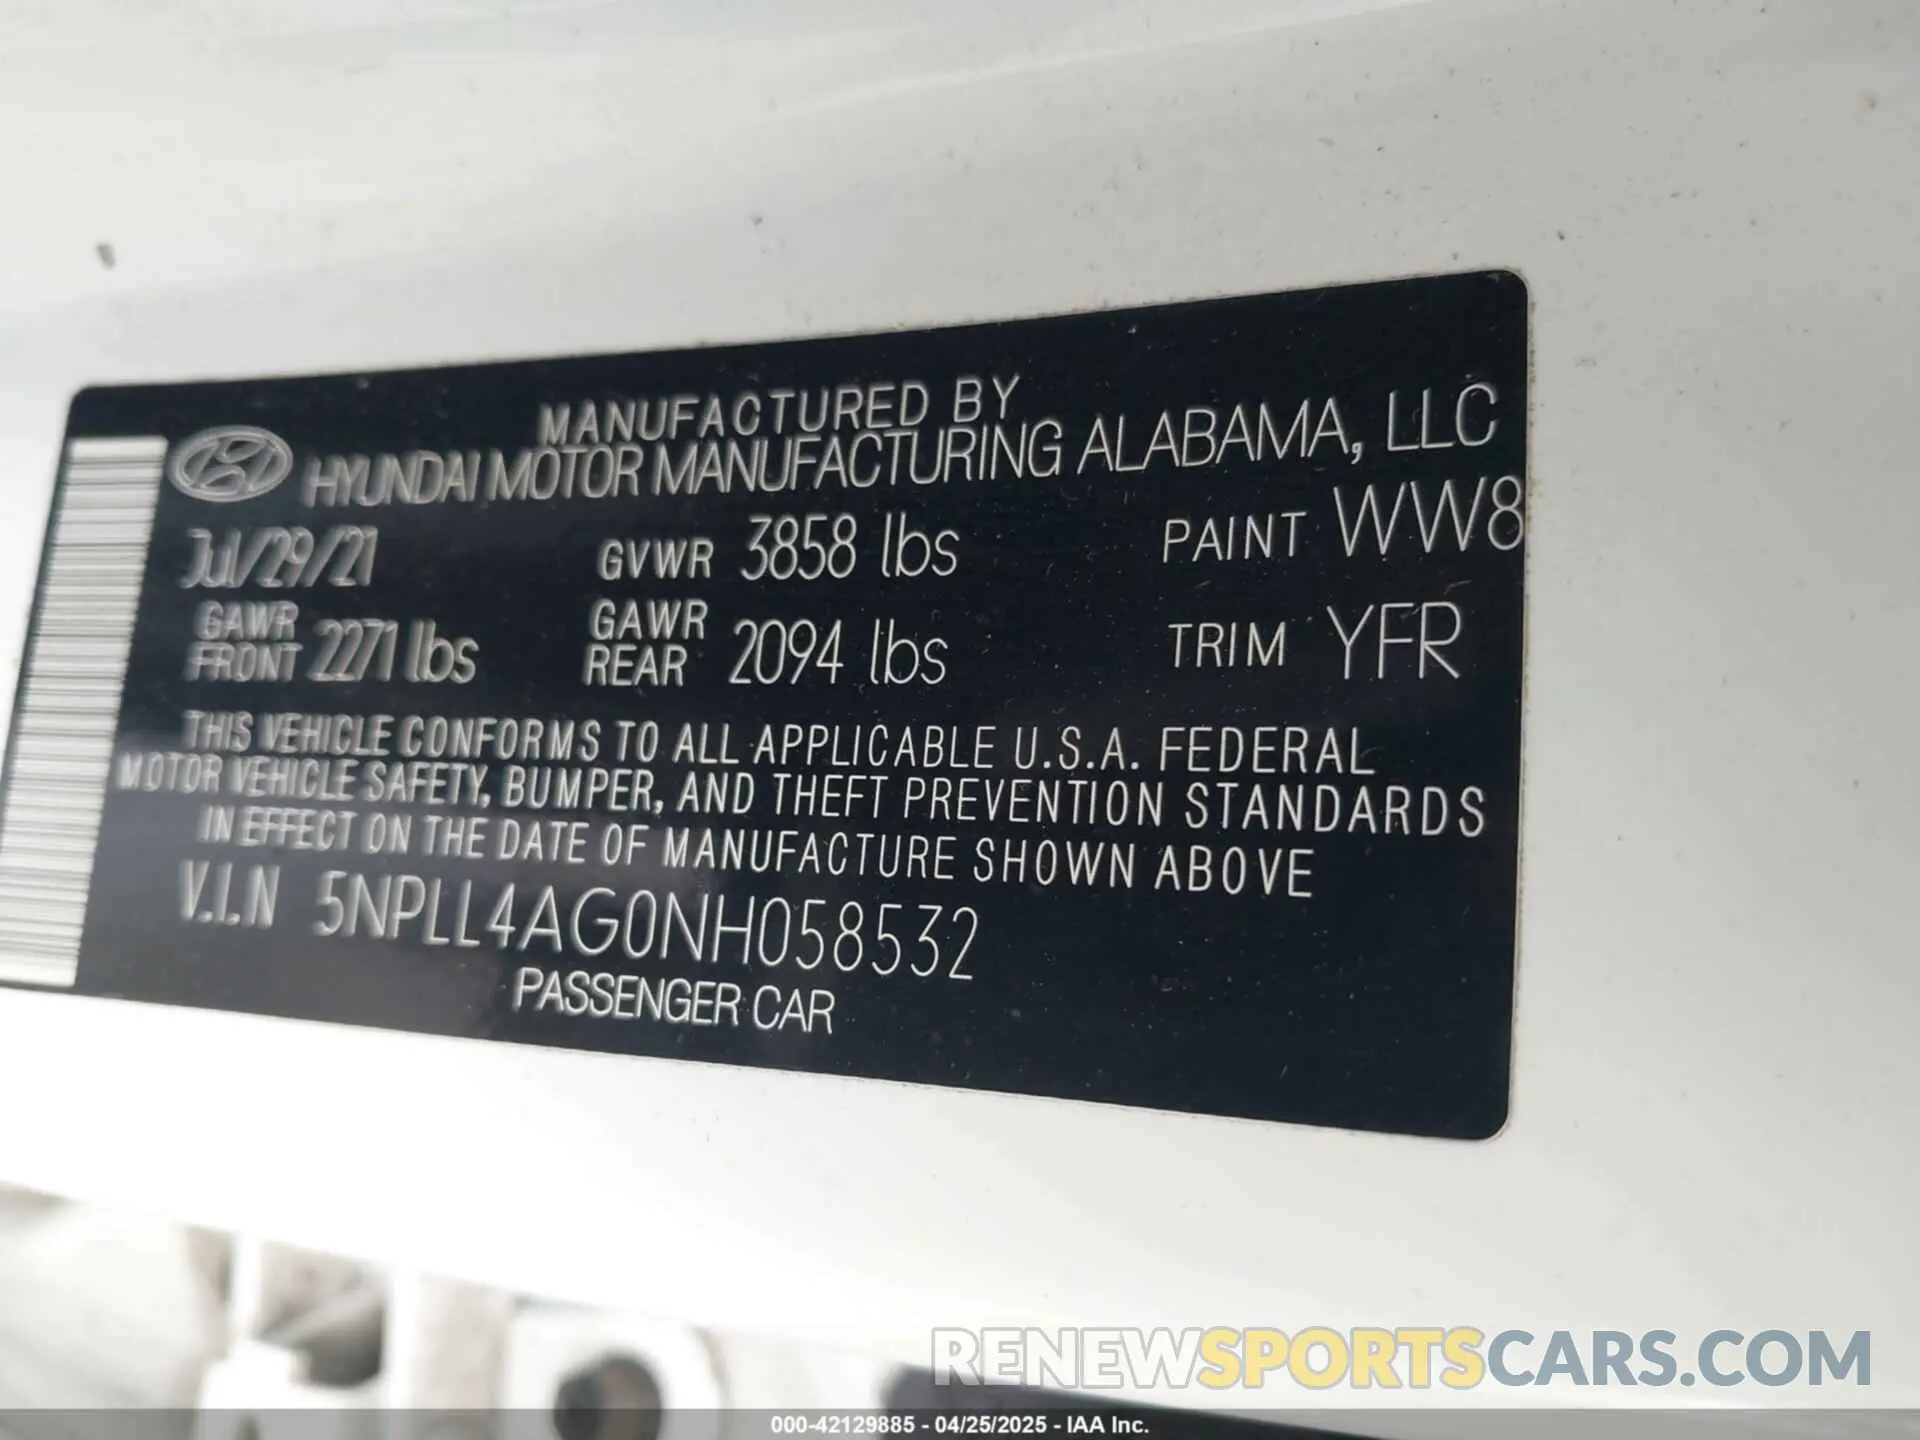 MANUFACTURED BY
HYUNDAI MOTOR MANUFACTURING ALABAMA, LLC
Jul/29/21 GVWR 3858 lbs PAINT WW8
GAWR FRONT 2271 lbs GAWR REAR 2094 lbs TRIM YFR
THIS VEHICLE CONFORMS TO ALL APPLICABLE U.S.A. FEDERAL
MOTOR VEHICLE SAFETY, BUMPER, AND THEFT PREVENTION STANDARDS
IN EFFECT ON THE DATE OF MANUFACTURE SHOWN ABOVE
V.I.N 5NPLL4AG0NH058532
PASSENGER CAR
RENEWSPORTSCARS.COM
000-42129885 - 04/25/2025 - IAA Inc.